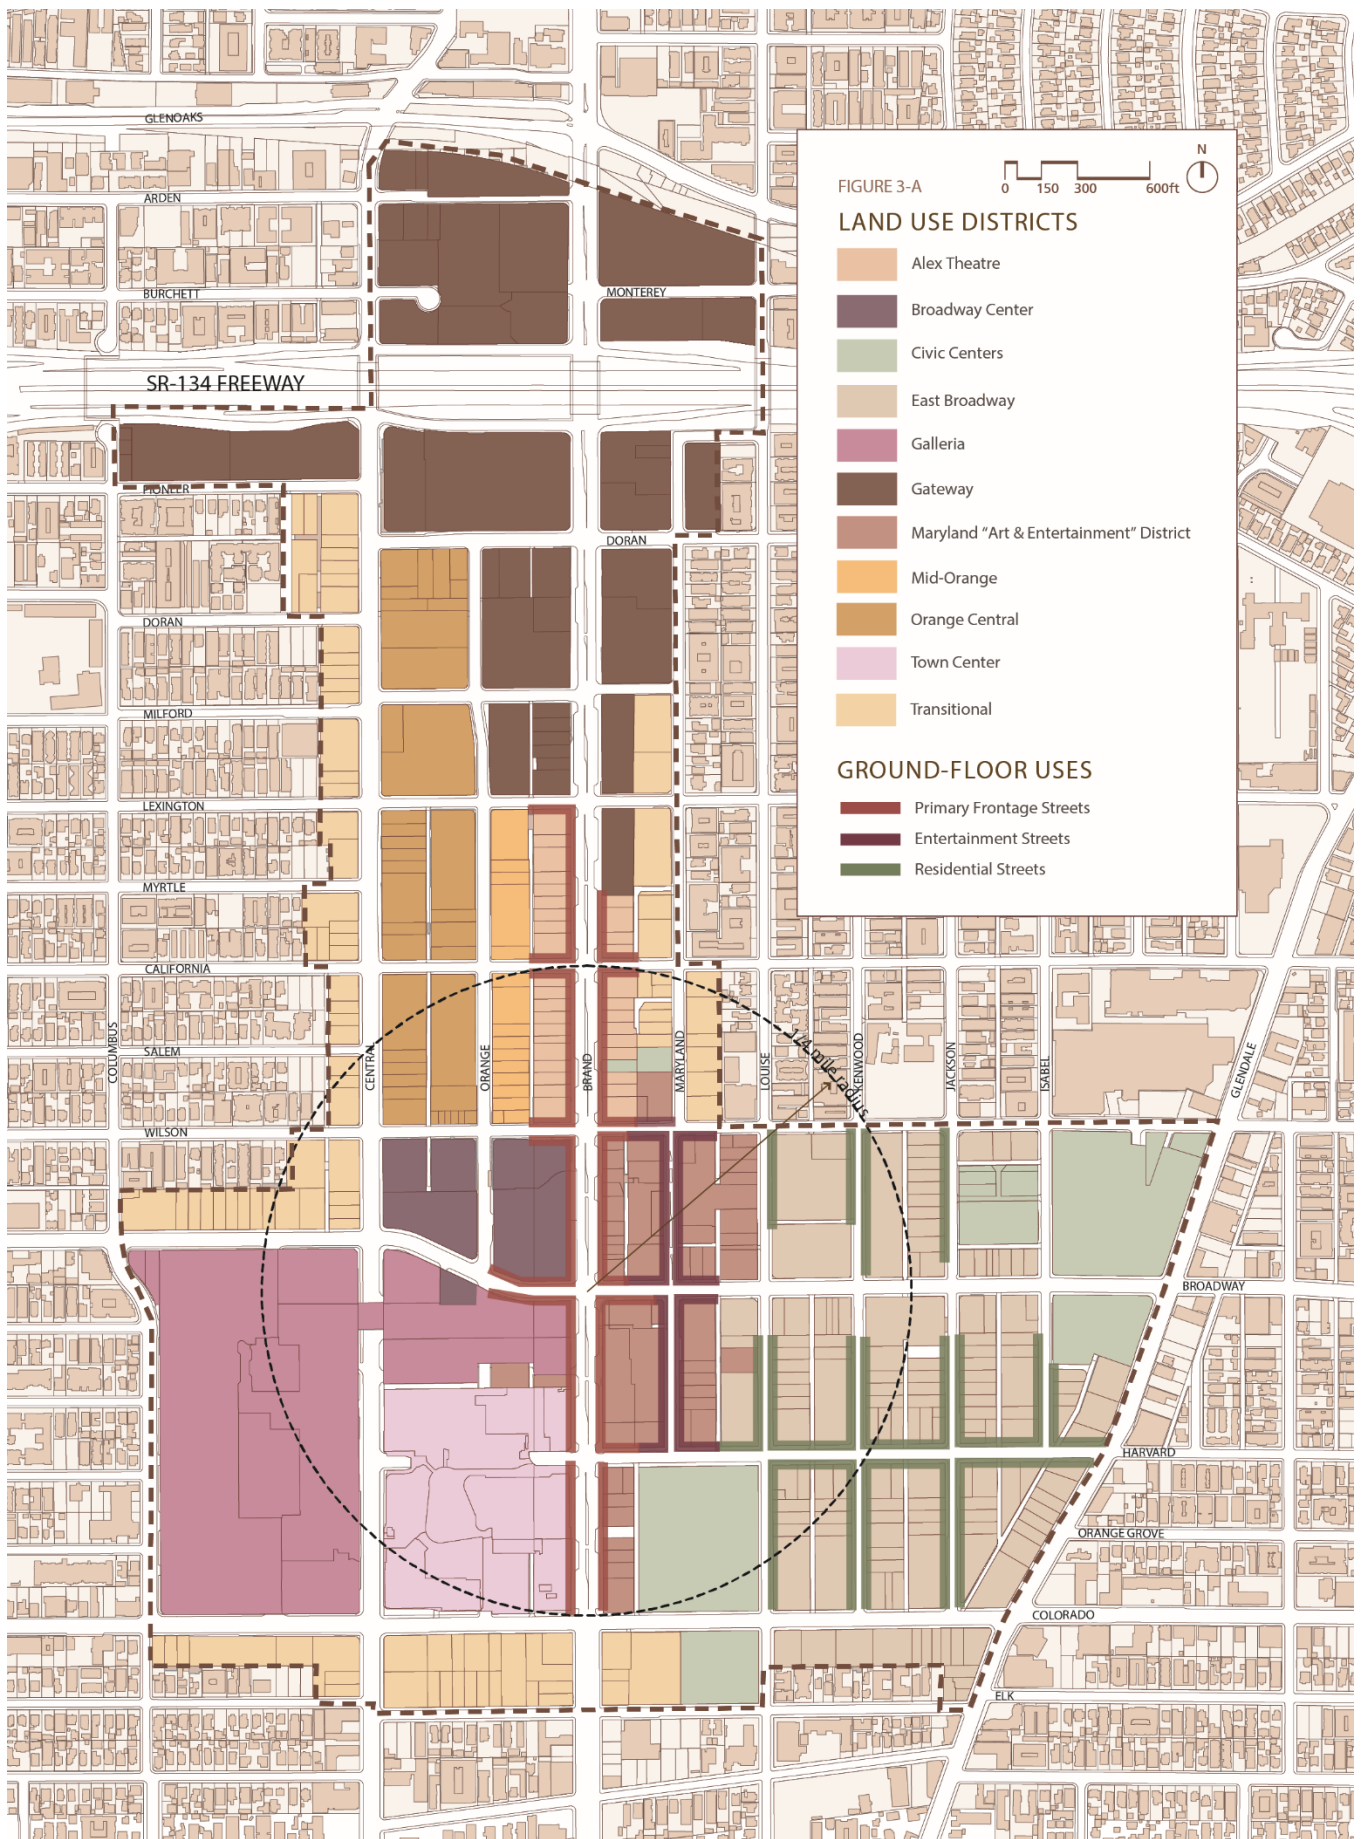 GLENOAKS
ARDEN
BURCHETT
MONTEREY
SR-134 FREEWAY
PIONEER
DORAN
DORAN
MILFORD
LEXINGTON
MYRTLE
CALIFORNIA
SALEM
WILSON
COLUMBUS
CENTRAL
ORANGE
BRAND
MARYLAND
LOUISE
KENWOOD
JACKSON
ISABEL
GLENDALE
1/4 mile radius
BROADWAY
HARVARD
ORANGE GROVE
COLORADO
ELK
FIGURE 3-A
0 150 300 600ft
N
LAND USE DISTRICTS
Alex Theatre
Broadway Center
Civic Centers
East Broadway
Galleria
Gateway
Maryland “Art & Entertainment” District
Mid-Orange
Orange Central
Town Center
Transitional
GROUND-FLOOR USES
Primary Frontage Streets
Entertainment Streets
Residential Streets